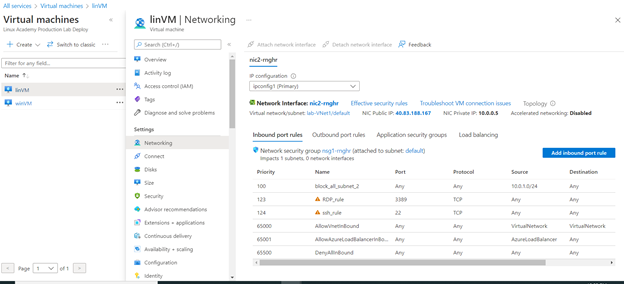 All services > Virtual machines > linVM
Virtual machines
Linux Academy Production Lab Deploy
+ Create
Switch to classic
...
Filter for any field...
Name ↑
linVM
...
winVM
...
< Page 1 of 1 >
linVM | Networking
...
Virtual machine
Search (Ctrl+/)
«
Overview
Activity log
Access control (IAM)
Tags
Diagnose and solve problems
Settings
Networking
Connect
Disks
Size
Security
Advisor recommendations
Extensions + applications
Continuous delivery
Availability + scaling
Configuration
Identity
Attach network interface
Detach network interface
Feedback
nic2-rnghr
IP configuration
ipconfig1 (Primary)
Network Interface: nic2-rnghr Effective security rules Troubleshoot VM connection issues Topology
Virtual network/subnet: lab-VNet1/default NIC Public IP: 40.83.188.167 NIC Private IP: 10.0.0.5 Accelerated networking: Disabled
Inbound port rules Outbound port rules Application security groups Load balancing
Network security group nsg1-rnghr (attached to subnet: default)
Impacts 1 subnets, 0 network interfaces
Add inbound port rule
Priority Name Port Protocol Source Destination
100 block_all_subnet_2 Any Any 10.0.1.0/24 Any
123 RDP_rule 3389 TCP Any Any
124 ssh_rule 22 TCP Any Any
65000 AllowVnetInBound Any Any VirtualNetwork VirtualNetwork
65001 AllowAzureLoadBalancerInBo... Any Any AzureLoadBalancer Any
65500 DenyAllInBound Any Any Any Any